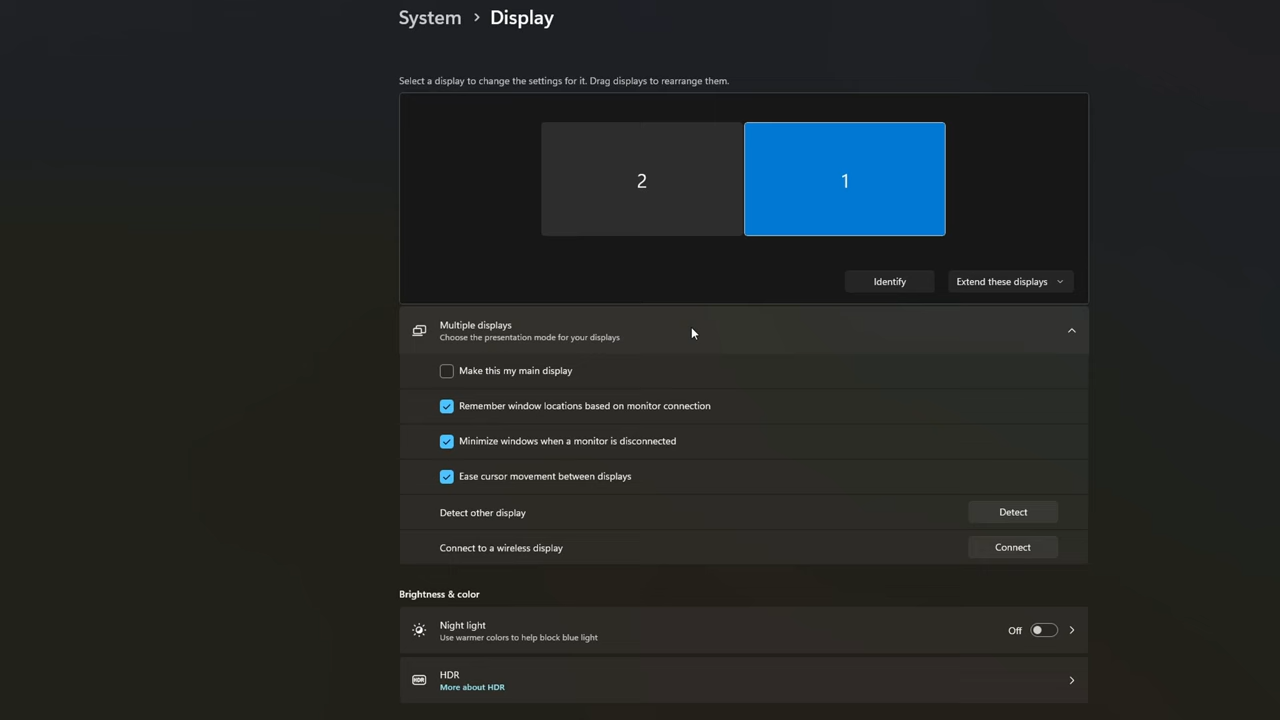 System > Display
Select a display to change the settings for it. Drag displays to rearrange them.
2
1
Identify
Extend these displays
Multiple displays
Choose the presentation mode for your displays
Make this my main display
Remember window locations based on monitor connection
Minimize windows when a monitor is disconnected
Ease cursor movement between displays
Detect other display
Detect
Connect to a wireless display
Connect
Brightness & color
Night light
Off
Use warmer colors to help block blue light
HDR
HDR
More about HDR